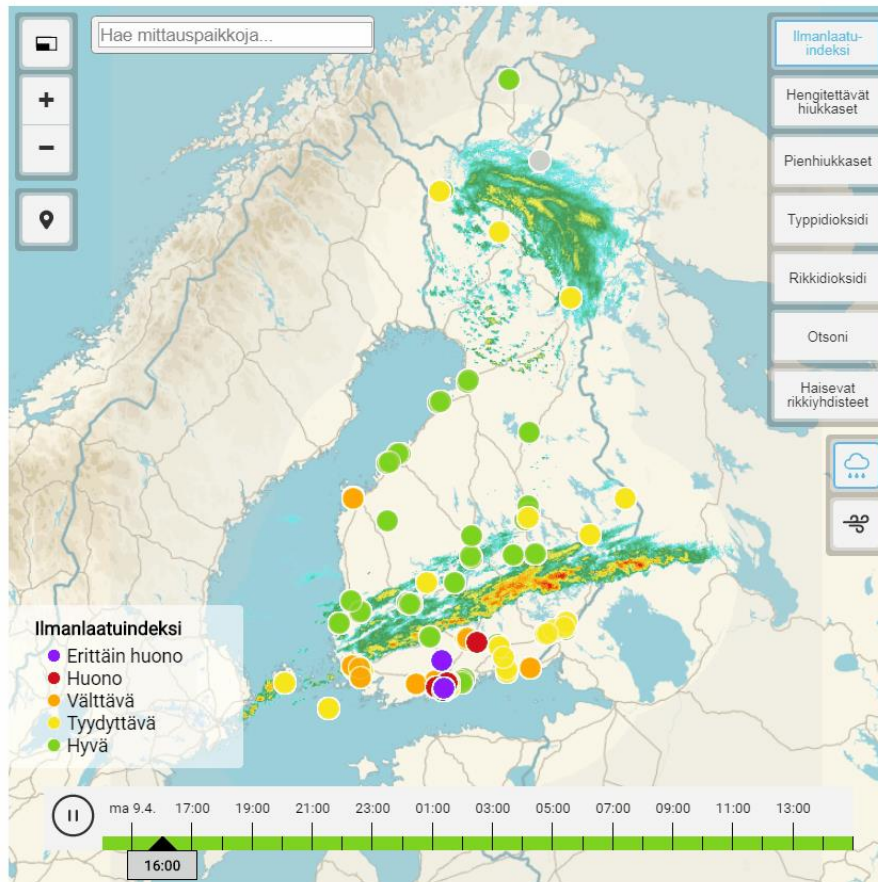 Hae mittauspaikkoja...
Ilmanlaatu-
indeksi
Hengitettävät
hiukkaset
Pienhiukkaset
Typpidioksidi
Rikkidioksidi
Otsoni
Haisevat
rikkiyhdisteet
Ilmanlaatuindeksi
Erittäin huono
Huono
Välttävä
Tyydyttävä
Hyvä
ma 9.4. 17:00 19:00 21:00 23:00 01:00 03:00 05:00 07:00 09:00 11:00 13:00
16:00